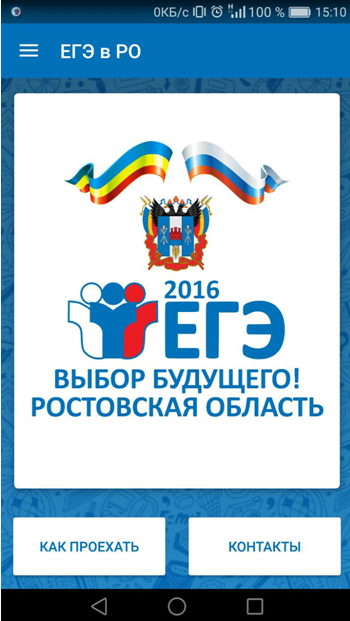 0КБ/с H 100 % 15:10
ЕГЭ в РО
2016
ЕГЭ
ВЫБОР БУДУЩЕГО!
РОСТОВСКАЯ ОБЛАСТЬ
КАК ПРОЕХАТЬ
КОНТАКТЫ